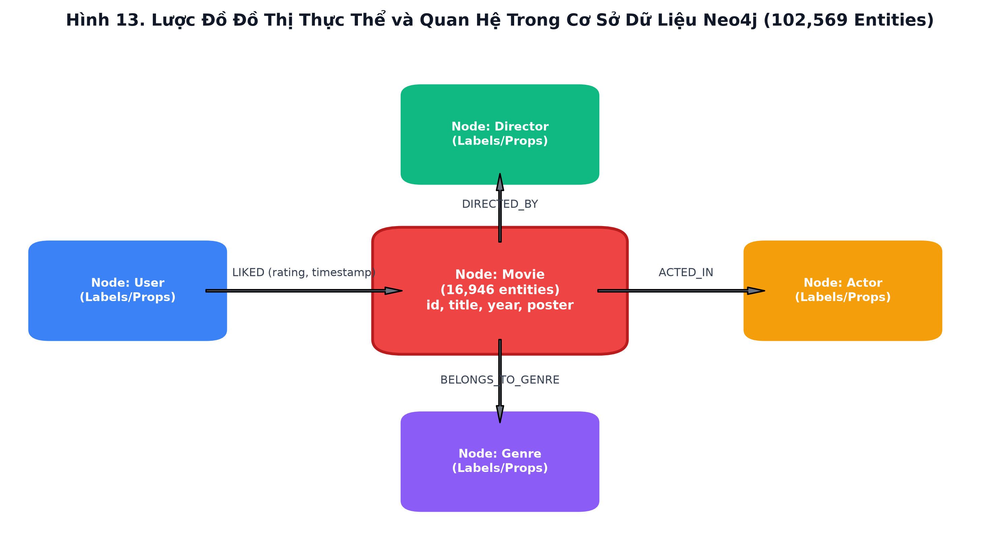 Hình 13. Lược Đồ Đồ Thị Thực Thể và Quan Hệ Trong Cơ Sở Dữ Liệu Neo4j (102,569 Entities)
Node: Director
(Labels/Props)
DIRECTED_BY
Node: User
(Labels/Props)
LIKED (rating, timestamp)
Node: Movie
(16,946 entities)
id, title, year, poster
ACTED_IN
Node: Actor
(Labels/Props)
BELONGS_TO_GENRE
Node: Genre
(Labels/Props)